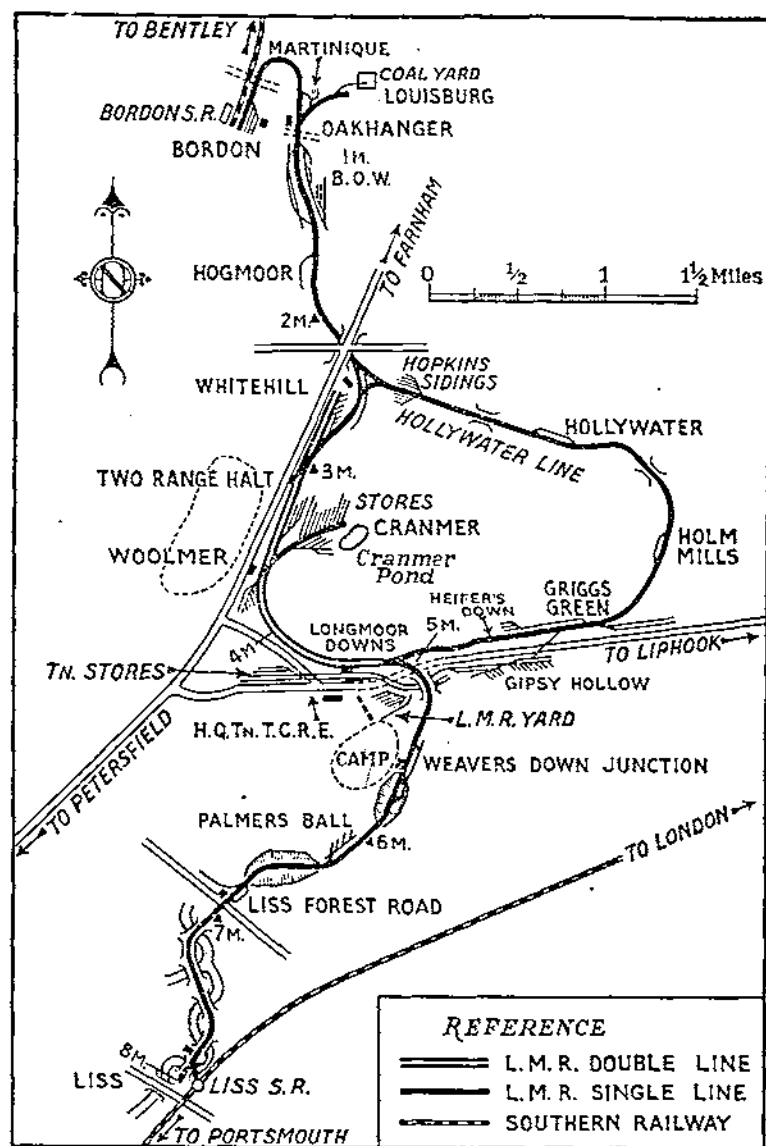 TO BENTLEY
MARTINIQUE
COAL YARD
LOUISBURG
BORDON S.R.
OAKHANGER
BORDON
1M.
B.O.W.
TO FARNHAM
HOGMOOR
0 1/2 1 1 1/2 Miles
2M.
WHITEHILL
HOPKINS
SIDINGS
HOLLYWATER
HOLLYWATER LINE
TWO RANGE HALT
3M.
STORES
CRANMER
WOOLMER
Cranmer
Pond
HOLM
MILLS
HEIFER'S
DOWN
GRIGGS
GREEN
LONGMOOR
DOWNS
5M.
4M.
TO LIPHOOK
TN. STORES
GIPSY HOLLOW
H.Q. TN. T.C.R.E.
L.M.R. YARD
CAMP
WEAVERS DOWN JUNCTION
TO PETERSFIELD
PALMERS BALL
6M.
TO LONDON
LISS FOREST ROAD
7M.
8M.
LISS
LISS S.R.
TO PORTSMOUTH
REFERENCE
L.M.R. DOUBLE LINE
L.M.R. SINGLE LINE
SOUTHERN RAILWAY